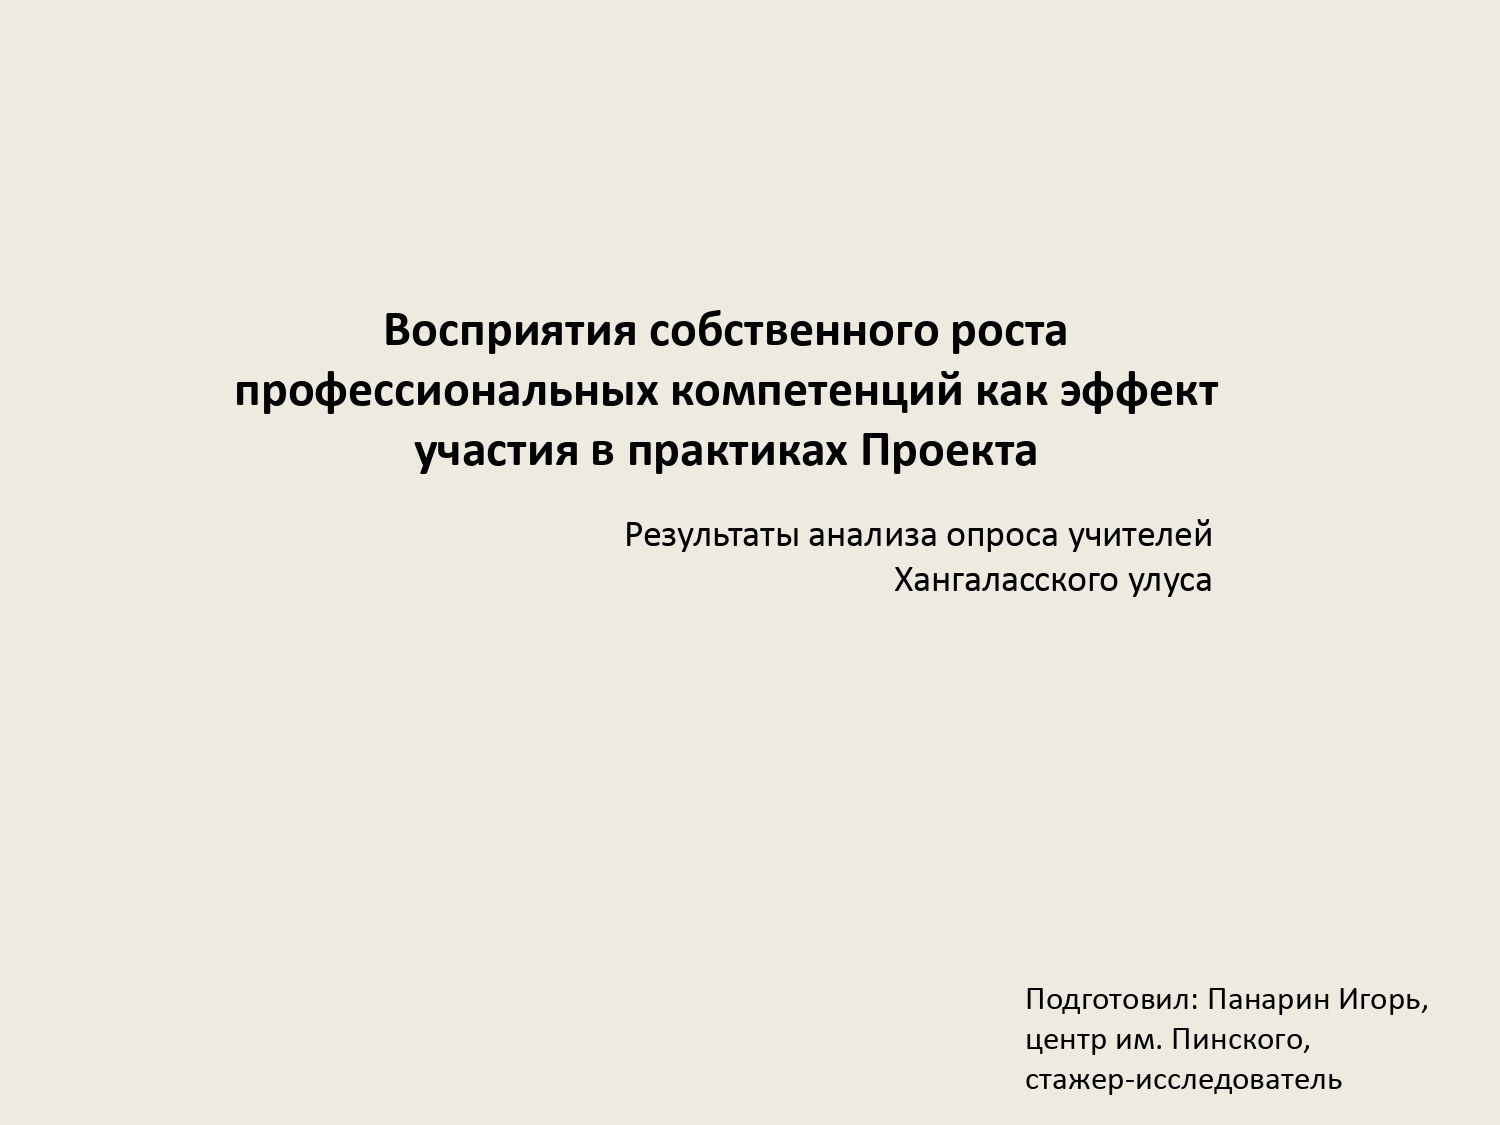 Восприятия собственного роста
профессиональных компетенций как эффект
участия в практиках Проекта
Результаты анализа опроса учителей
Хангаласского улуса
Подготовил: Панарин Игорь,
центр им. Пинского,
стажер-исследователь